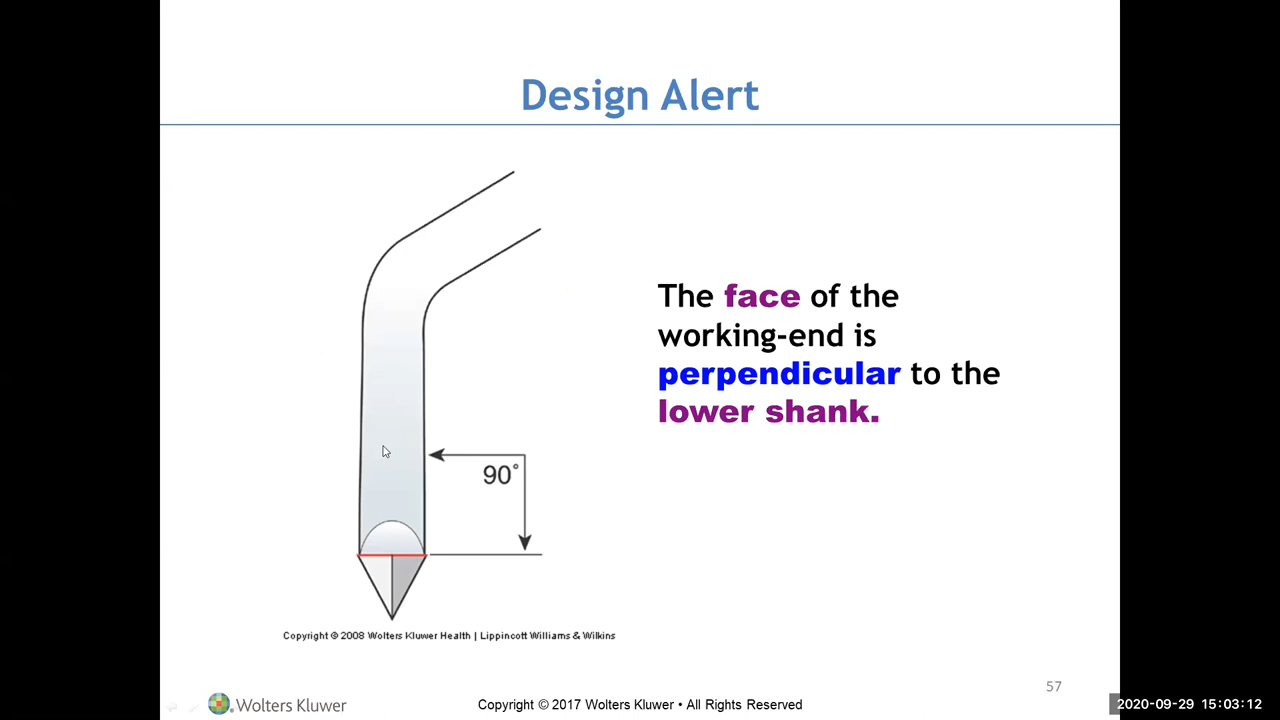 Design Alert
The face of the
working-end is
perpendicular to the
lower shank.
90°
Copyright © 2008 Wolters Kluwer Health | Lippincott Williams & Wilkins
57
Wolters Kluwer
Copyright © 2017 Wolters Kluwer • All Rights Reserved
2020-09-29 15:03:12